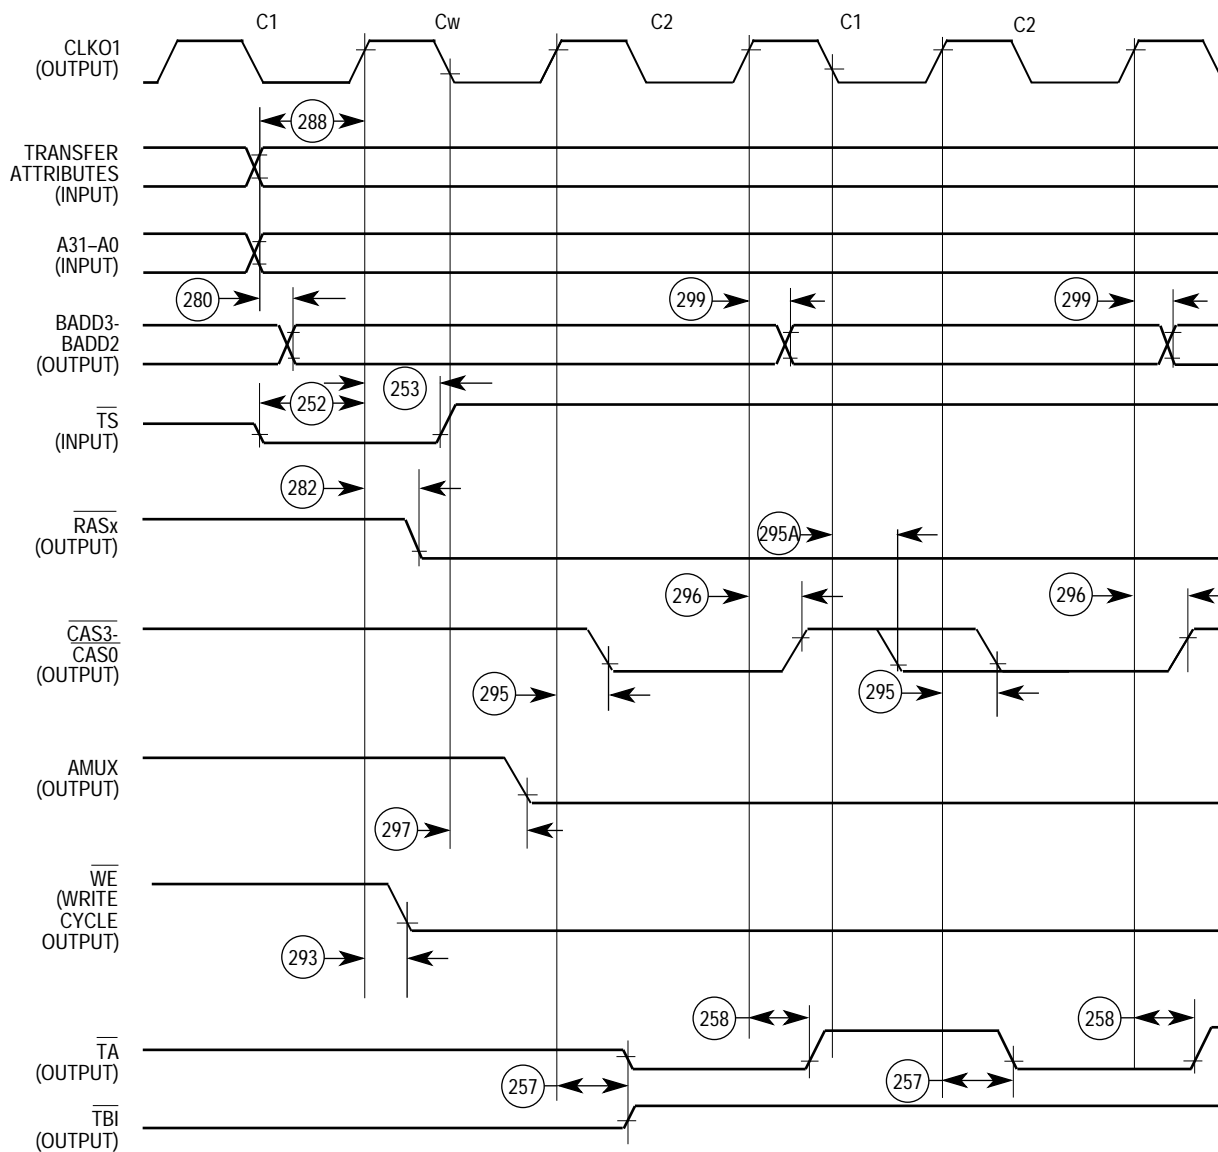 C1 Cw C2 C1 C2
CLKO1
(OUTPUT)
288
TRANSFER
ATTRIBUTES
(INPUT)
A31–A0
(INPUT)
280 299 299
BADD3-
BADD2
(OUTPUT)
253
252
TS
(INPUT)
282
RASx
(OUTPUT)
295A
296 296
CAS3-
CAS0
(OUTPUT)
295 295
AMUX
(OUTPUT)
297
WE
(WRITE
CYCLE
OUTPUT)
293
258 258
TA
(OUTPUT)
257 257
TBI
(OUTPUT)